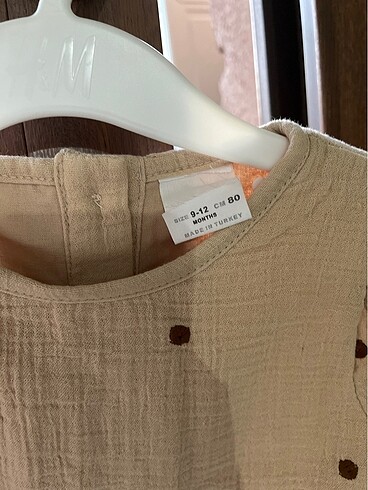 H&M
SIZE 9-12 CM 80
MONTHS
MADE IN TURKEY